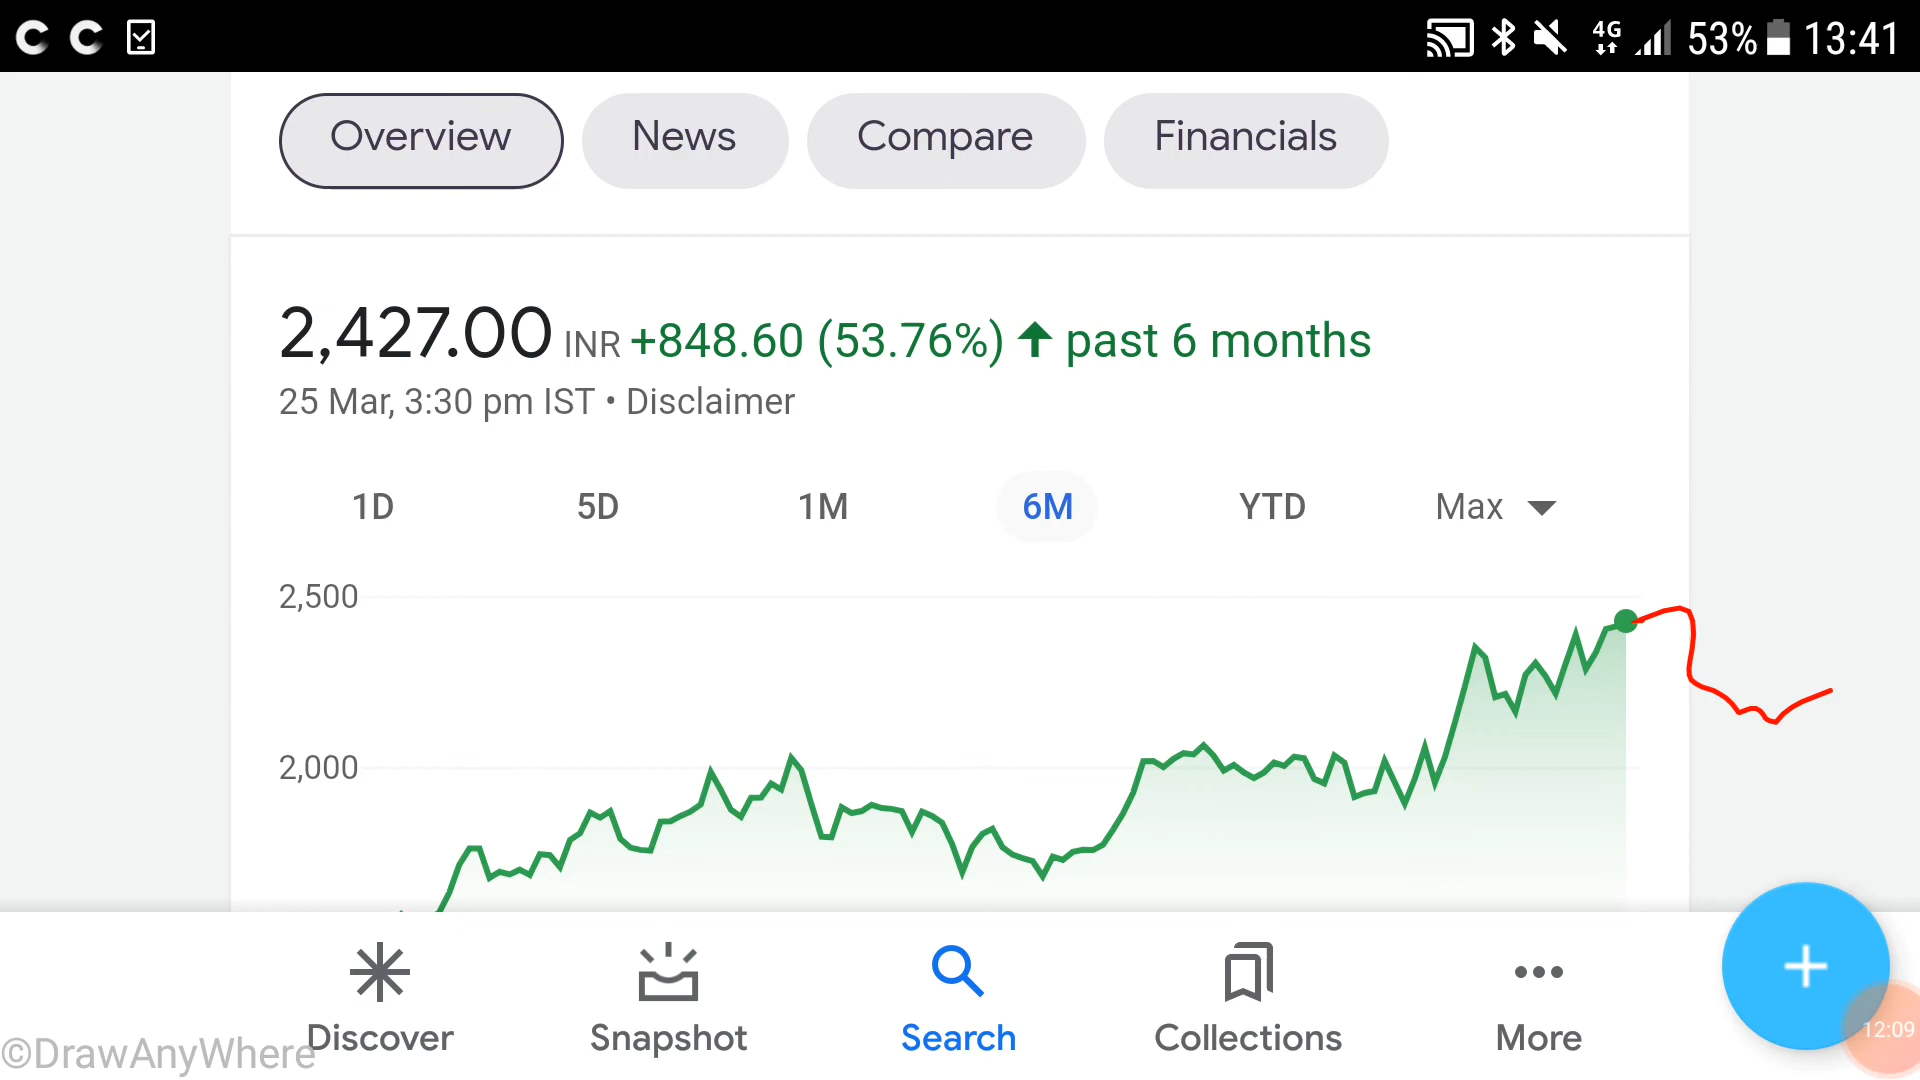 4G 53% 13:41
Overview News Compare Financials
2,427.00 INR +848.60 (53.76%) past 6 months
25 Mar, 3:30 pm IST • Disclaimer
1D 5D 1M 6M YTD Max
2,500
2,000
Discover Snapshot Search Collections More
12:09
©DrawAnyWhere